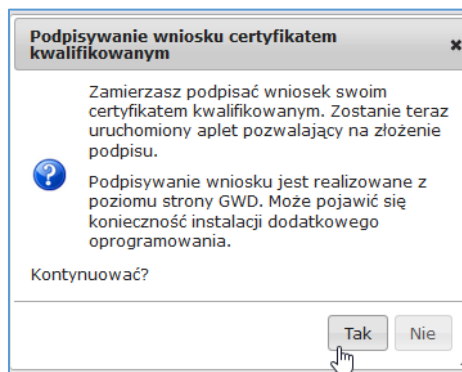 Podpisywanie wniosku certyfikatem
kwalifikowanym
Zamierzasz podpisać wniosek swoim
certyfikatem kwalifikowanym. Zostanie teraz
uruchomiony aplet pozwalający na złożenie
podpisu.
Podpisywanie wniosku jest realizowane z
poziomu strony GWD. Może pojawić się
konieczność instalacji dodatkowego
oprogramowania.
Kontynuować?
Tak Nie